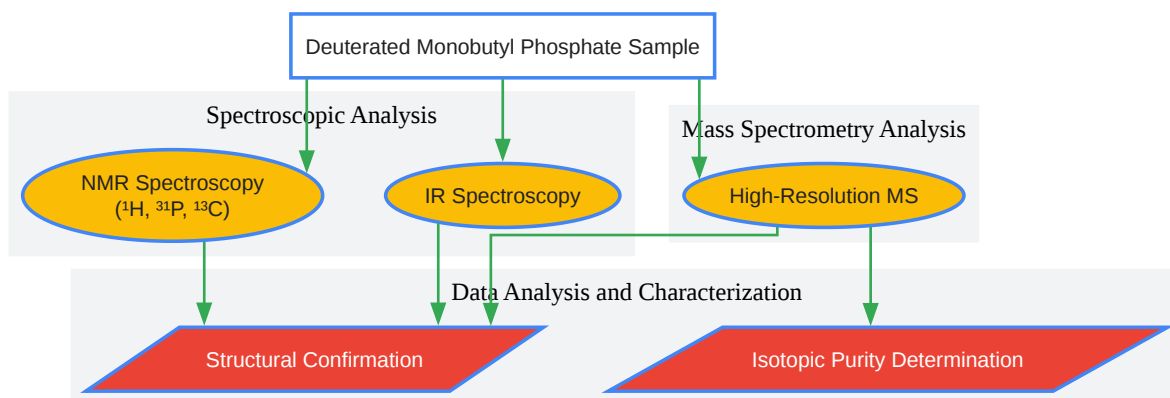 Deuterated Monobutyl Phosphate Sample
Spectroscopic Analysis
Mass Spectrometry Analysis
NMR Spectroscopy
(¹H, ³¹P, ¹³C)
IR Spectroscopy
High-Resolution MS
Data Analysis and Characterization
Structural Confirmation
Isotopic Purity Determination